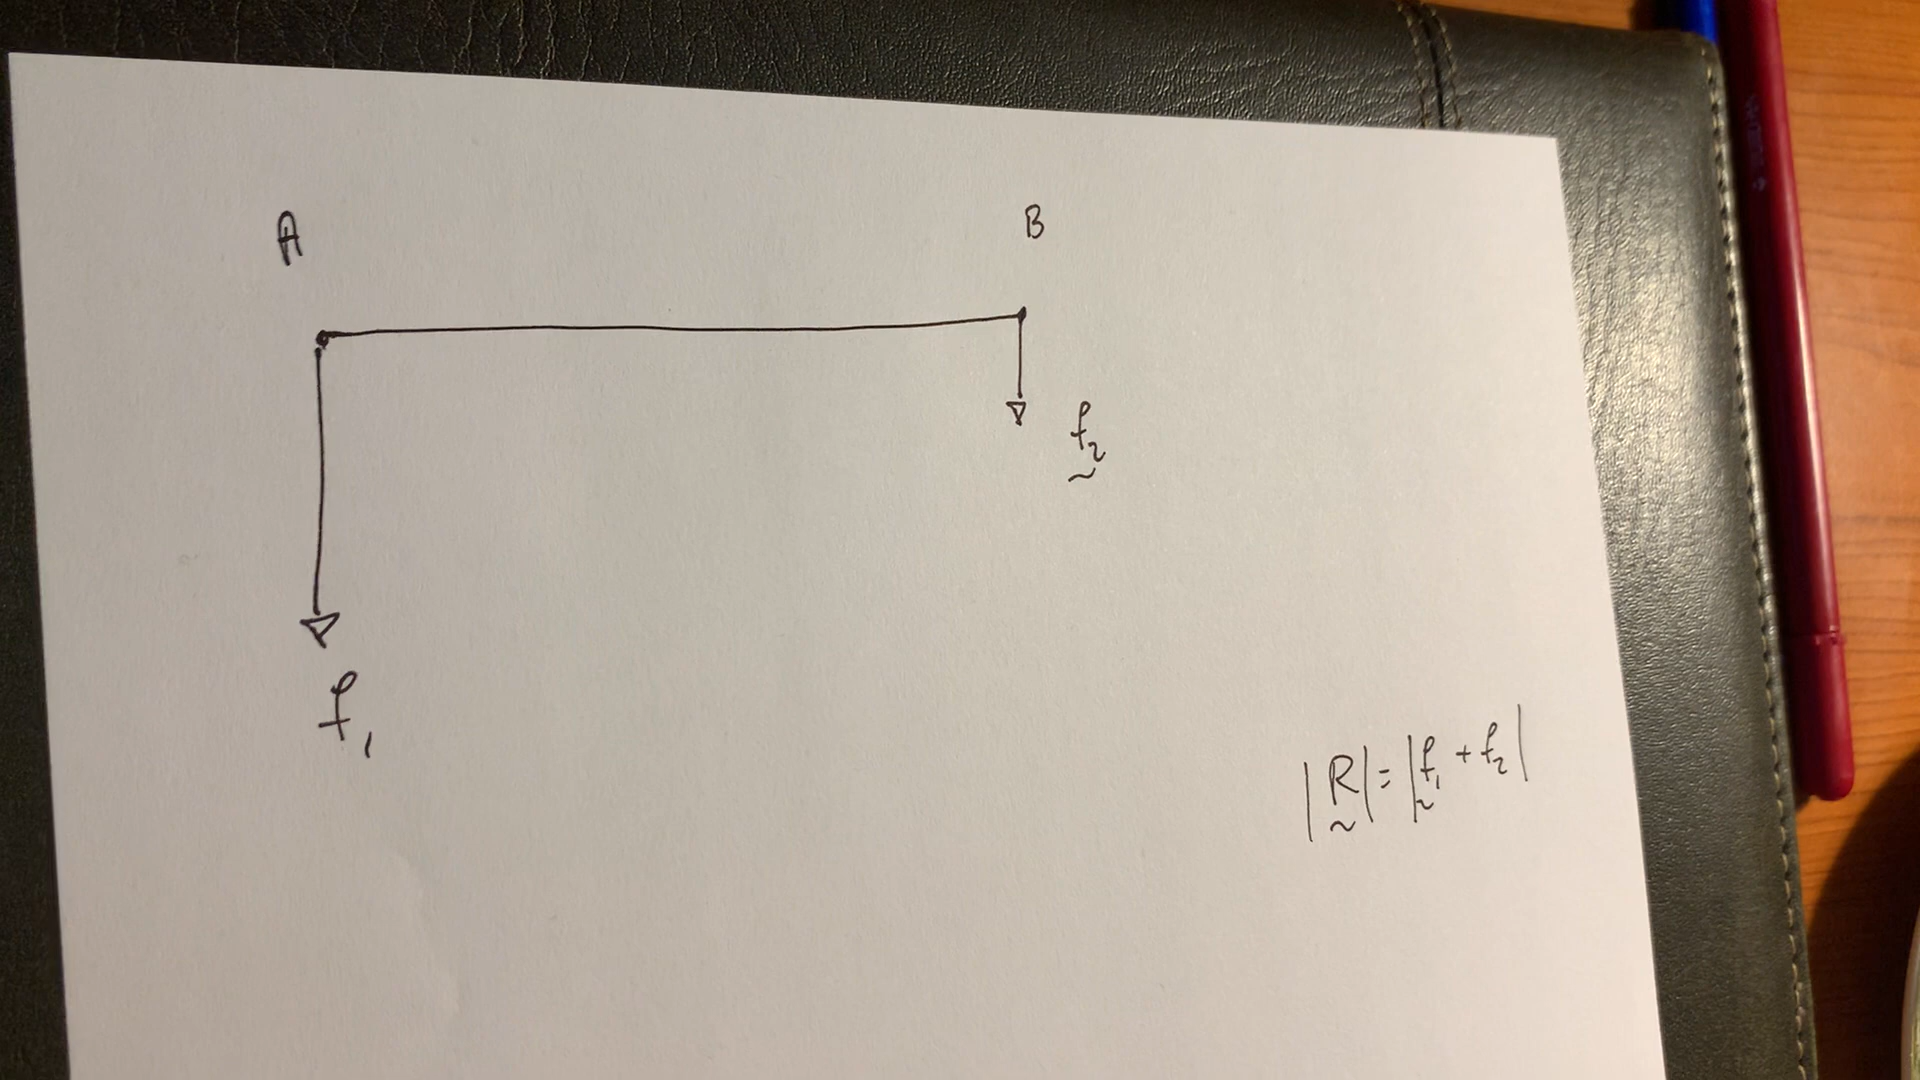 A
B
f₂
f₁
|R| = |f₁ + f₂|